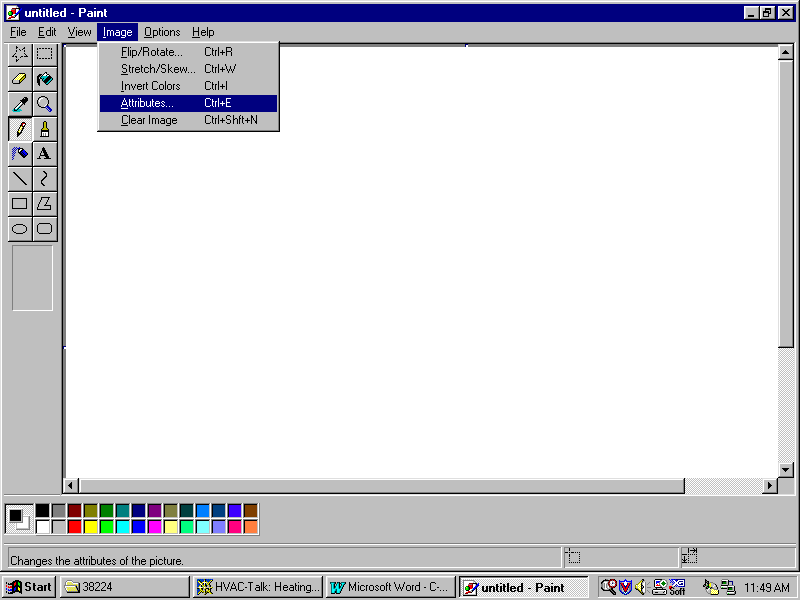 untitled - Paint
File Edit View Image Options Help
Flip/Rotate... Ctrl+R
Stretch/Skew... Ctrl+W
Invert Colors Ctrl+I
Attributes... Ctrl+E
Clear Image Ctrl+Shft+N
A
Changes the attributes of the picture.
Start 38224 HVAC-Talk: Heating... Microsoft Word - C-... untitled - Paint Soft 11:49 AM